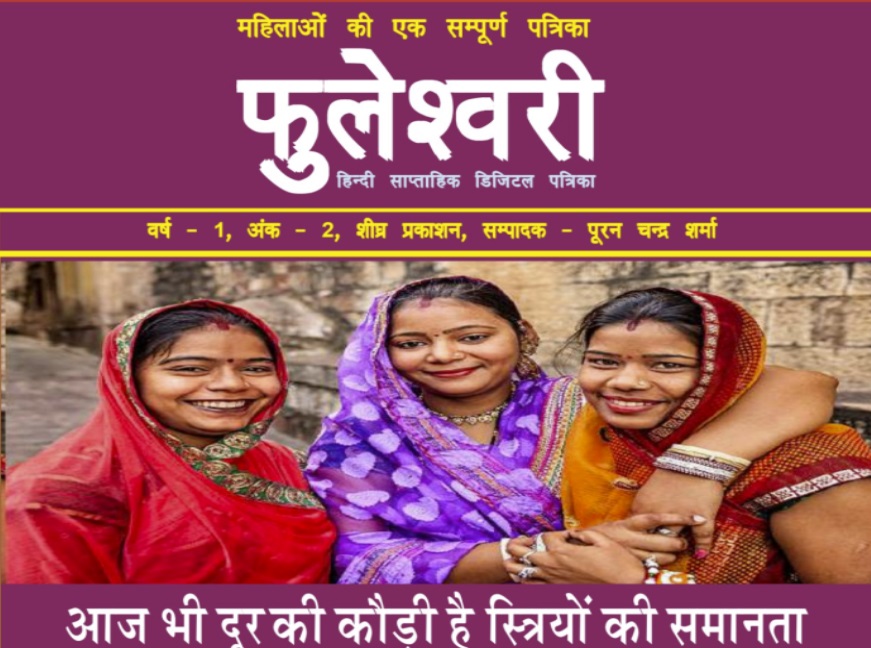 महिलाओं की एक सम्पूर्ण पत्रिका
फुलेश्वरी
हिन्दी साप्ताहिक डिजिटल पत्रिका
वर्ष - 1, अंक - 2, शीघ्र प्रकाशन, सम्पादक - पूरन चन्द्र शर्मा
आज भी दूर की कौड़ी है स्त्रियों की समानता